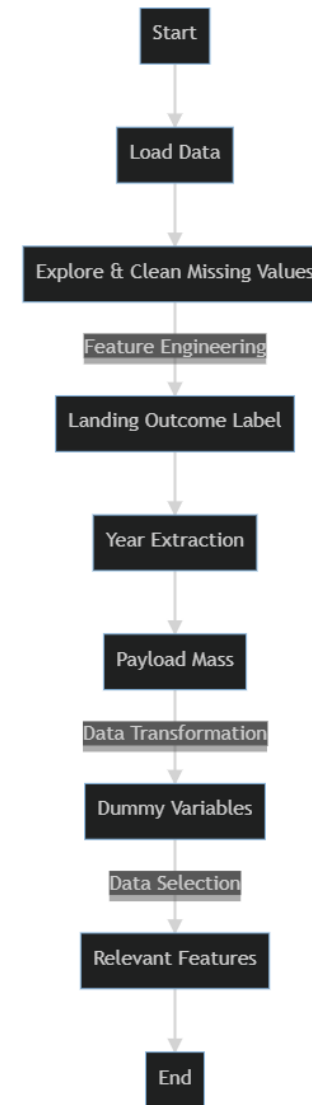 Start
Load Data
Explore & Clean Missing Values
Feature Engineering
Landing Outcome Label
Year Extraction
Payload Mass
Data Transformation
Dummy Variables
Data Selection
Relevant Features
End